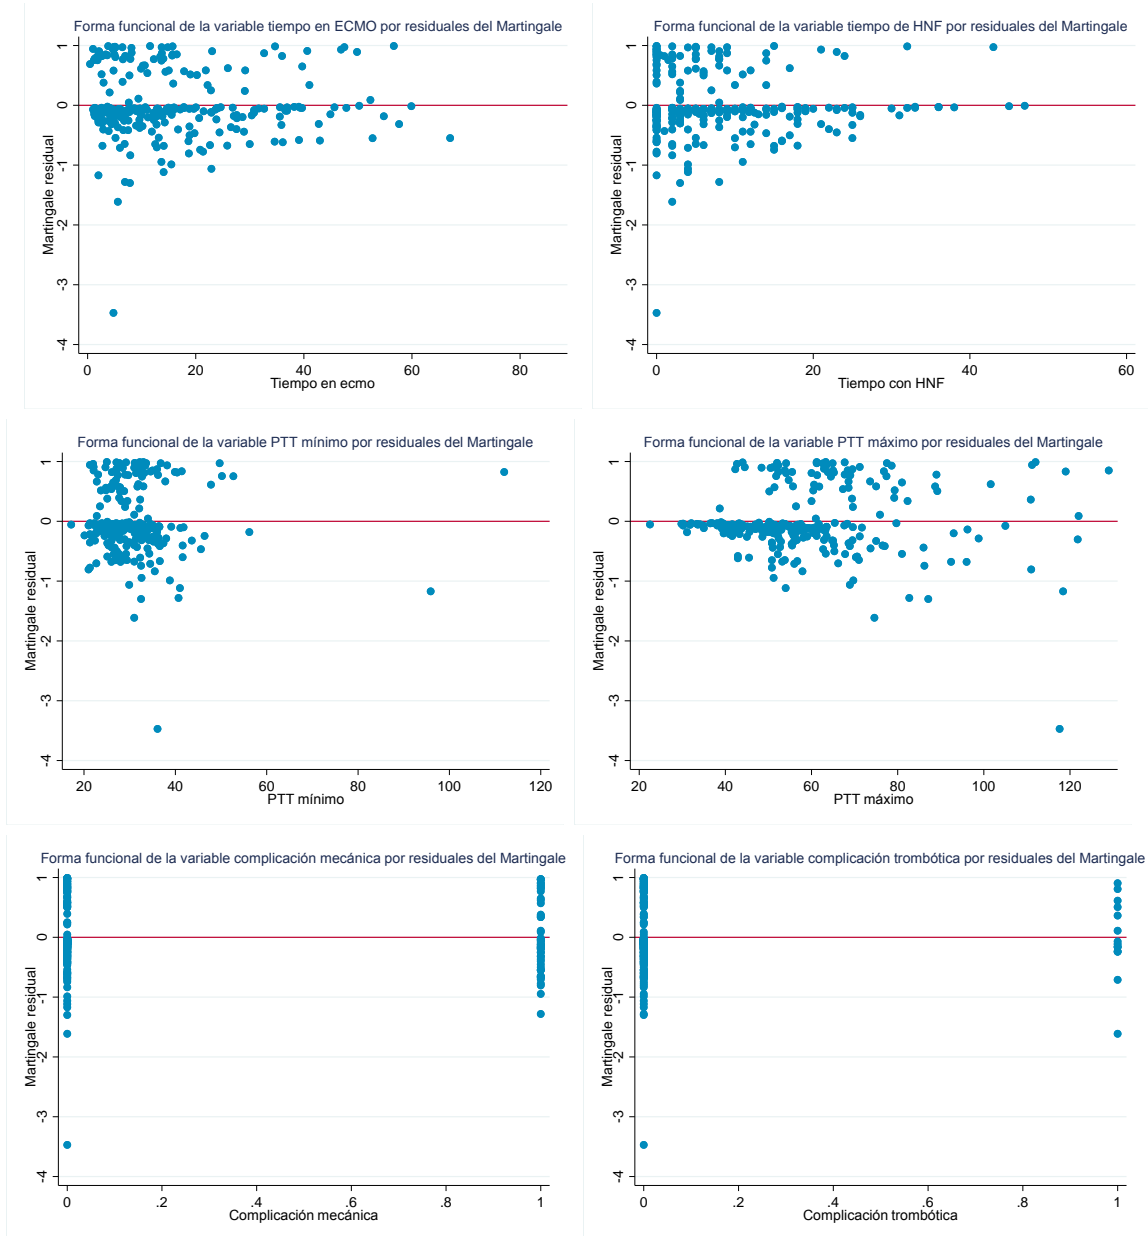 Forma funcional de la variable tiempo en ECMO por residuales del Martingale
Martingale residual
1
0
-1
-2
-3
-4
0 20 40 60 80
Tiempo en ecmo
Forma funcional de la variable tiempo de HNF por residuales del Martingale
Martingale residual
1
0
-1
-2
-3
-4
0 20 40 60
Tiempo con HNF
Forma funcional de la variable PTT mínimo por residuales del Martingale
Martingale residual
1
0
-1
-2
-3
-4
20 40 60 80 100 120
PTT mínimo
Forma funcional de la variable PTT máximo por residuales del Martingale
Martingale residual
1
0
-1
-2
-3
-4
20 40 60 80 100 120
PTT máximo
Forma funcional de la variable complicación mecánica por residuales del Martingale
Martingale residual
1
0
-1
-2
-3
-4
0 .2 .4 .6 .8 1
Complicación mecánica
Forma funcional de la variable complicación trombótica por residuales del Martingale
Martingale residual
1
0
-1
-2
-3
-4
0 .2 .4 .6 .8 1
Complicación trombótica